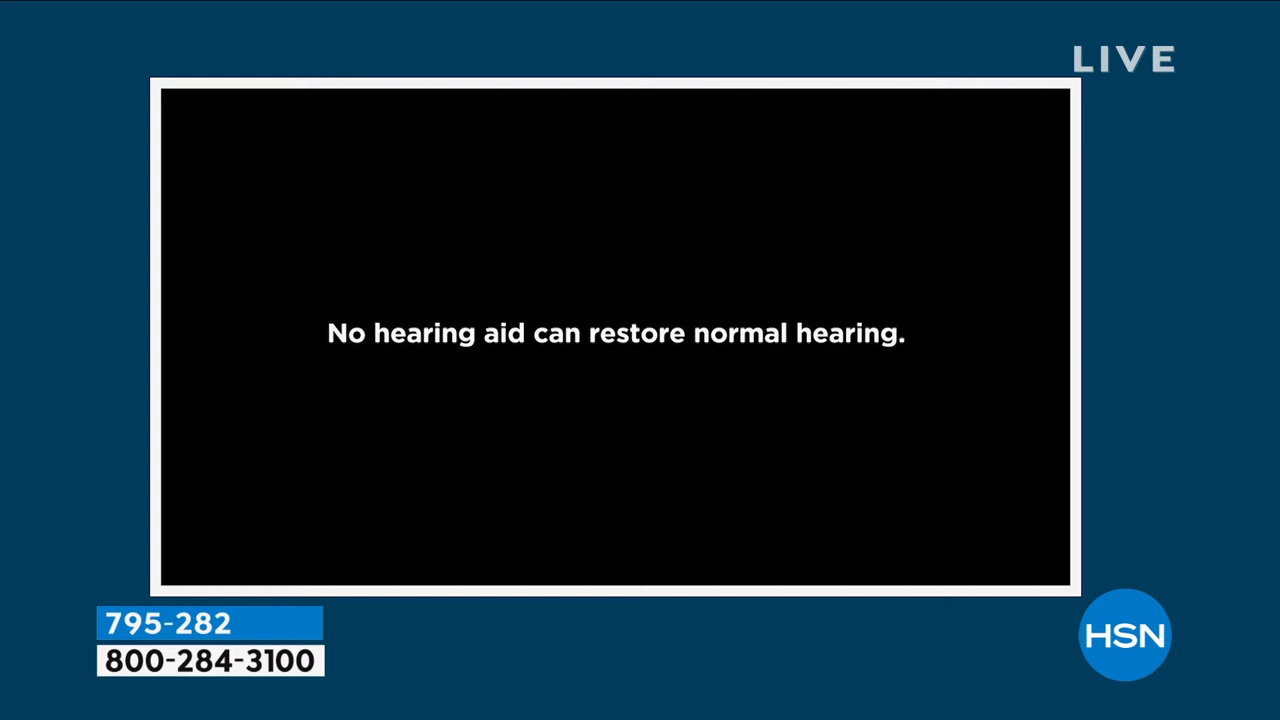 LIVE
No hearing aid can restore normal hearing.
795-282
800-284-3100
HSN